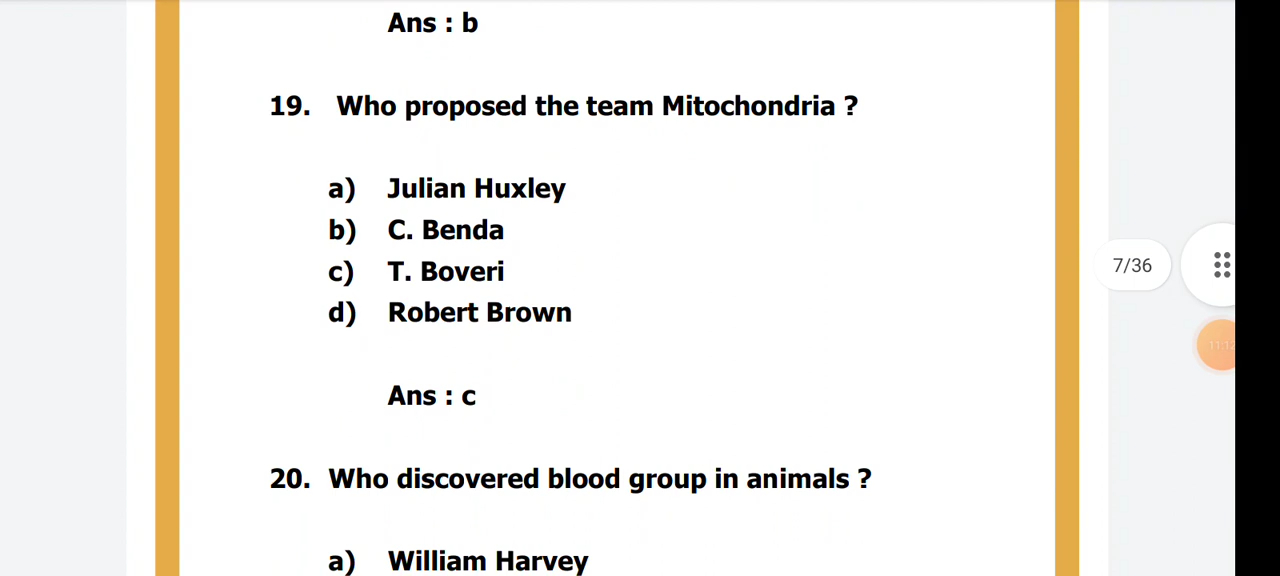 Ans : b
19. Who proposed the team Mitochondria ?
a) Julian Huxley
b) C. Benda
c) T. Boveri
d) Robert Brown
7/36
Ans : c
20. Who discovered blood group in animals ?
a) William Harvey